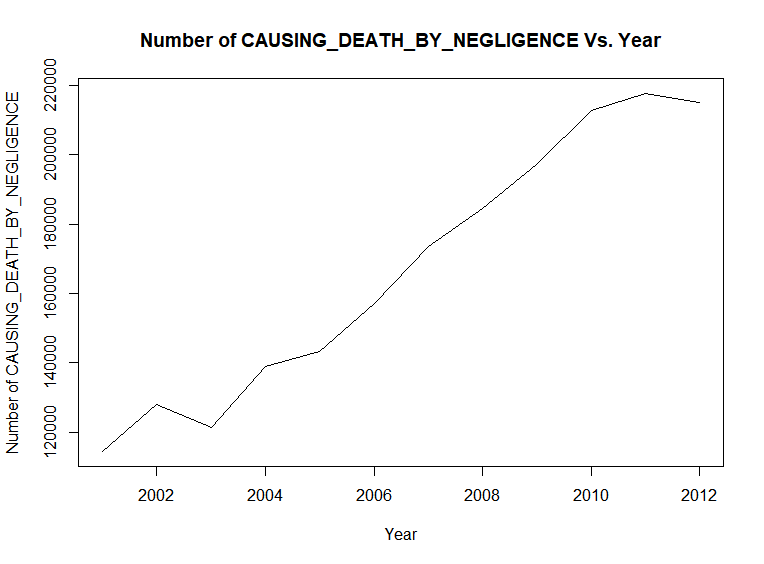 Number of CAUSING_DEATH_BY_NEGLIGENCE Vs. Year
Number of CAUSING_DEATH_BY_NEGLIGENCE
220000
200000
180000
160000
140000
120000
2002 2004 2006 2008 2010 2012
Year